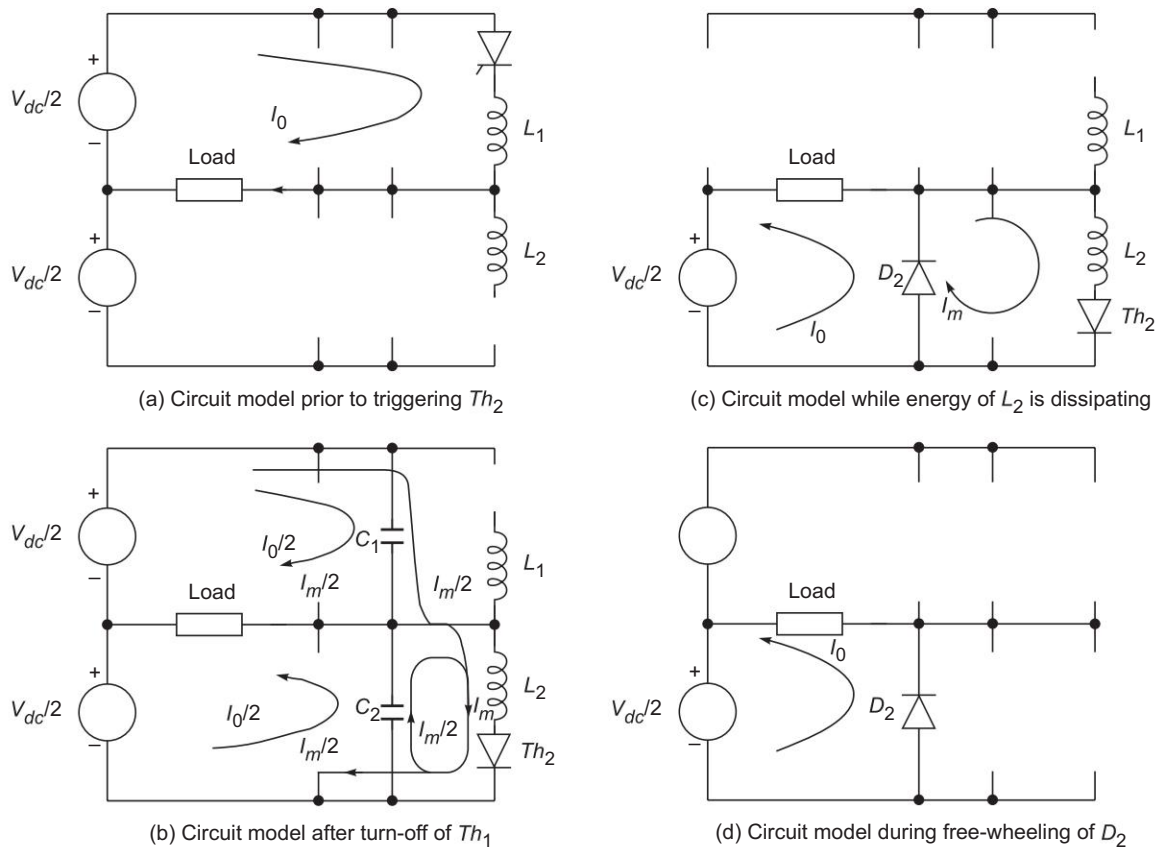 +
V_dc/2
−
I_0
L_1
Load
+
V_dc/2
−
L_2
(a) Circuit model prior to triggering Th_2
L_1
Load
+
V_dc/2
−
I_0
D_2
I_m
L_2
Th_2
(c) Circuit model while energy of L_2 is dissipating
+
V_dc/2
−
I_0/2
C_1
I_m/2
I_m/2
L_1
Load
+
V_dc/2
−
I_0/2
I_m/2
C_2
I_m/2
I_m
L_2
Th_2
(b) Circuit model after turn-off of Th_1
Load
+
V_dc/2
−
I_0
D_2
(d) Circuit model during free-wheeling of D_2